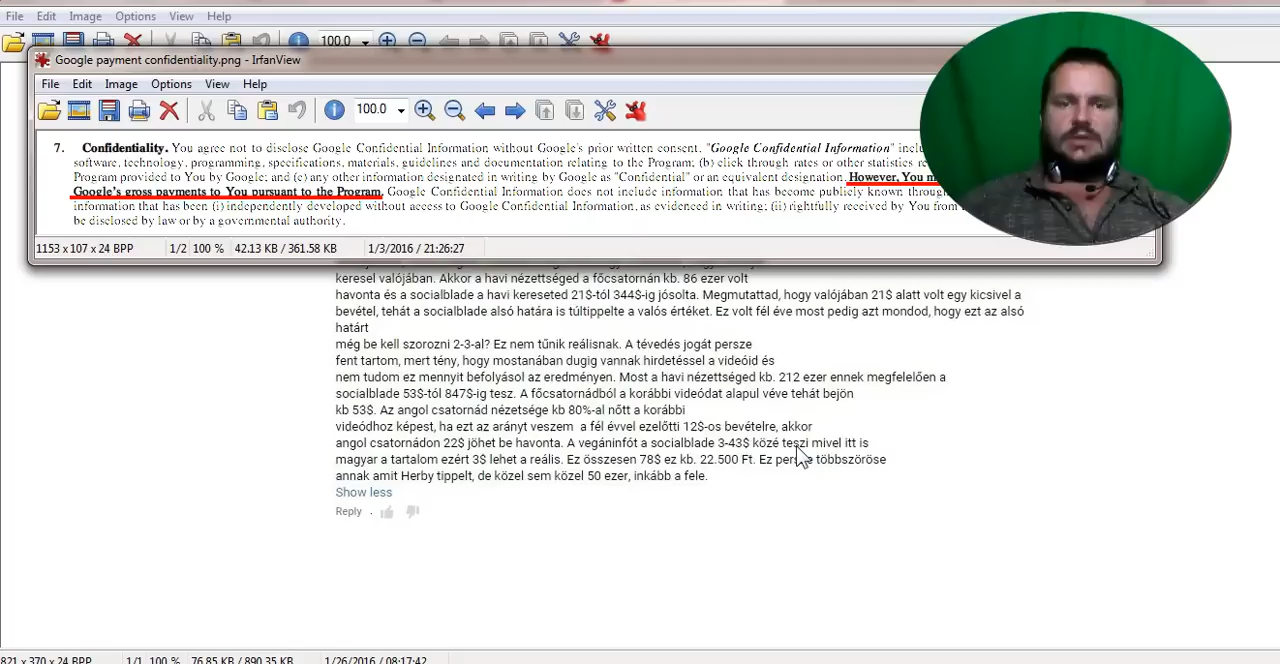 File Edit Image Options View Help
100.0
Google payment confidentiality.png - IrfanView
File Edit Image Options View Help
100.0
7. Confidentiality. You agree not to disclose Google Confidential Information without Google's prior written consent. "Google Confidential Information"
software, technology, programming, specifications, materials, guidelines and documentation relating to the Program; (b) click through rates or other statistics
Program provided to You by Google; and (c) any other information designated in writing by Google as "Confidential" or an equivalent designation. However, You
Google's gross payments to You pursuant to the Program. Google Confidential Information does not include information that has become publicly known
information that has been (i) independently developed without access to Google Confidential Information, as evidenced in writing; (ii) rightfully received by You from
be disclosed by law or by a governmental authority.
1153 x 107 x 24 BPP 1/2 100 % 42.13 KB / 361.58 KB 1/3/2016 / 21:26:27
keresel valójában. Akkor a havi nézettséged a főcsatornán kb. 86 ezer volt
havonta és a socialblade a havi kereseted 21$-tól 344$-ig jósolta. Megmutattad, hogy valójában 21$ alatt volt egy kicsivel a
bevétel, tehát a socialblade alsó határa is túltippelte a valós értéket. Ez volt fél éve most pedig azt mondod, hogy ezt az alsó
határt
még be kell szorozni 2-3-al? Ez nem tűnik reálisnak. A tévedés jogát persze
fent tartom, mert tény, hogy mostanában dugig vannak hirdetéssel a videóid és
nem tudom ez mennyit befolyásol az eredményen. Most a havi nézettséged kb. 212 ezer ennek megfelelően a
socialblade 53$-tól 847$-ig tesz. A főcsatornádból a korábbi videódat alapul véve tehát bejön
kb 53$. Az angol csatornád nézetsége kb 80%-al nőtt a korábbi
videódhoz képest, ha ezt az arányt veszem a fél évvel ezelőtti 12$-os bevételre, akkor
angol csatornádon 22$ jöhet be havonta. A vegáninfót a socialblade 3-43$ közé teszi mivel itt is
magyar a tartalom ezért 3$ lehet a reális. Ez összesen 78$ ez kb. 22.500 Ft. Ez persze többszöröse
annak amit Herby tippelt, de közel sem közel 50 ezer, inkább a fele.
Show less
Reply
821 x 370 x 24 BPP 1/1 100 % 76.85 KB / 890.35 KB 1/26/2016 / 08:17:42